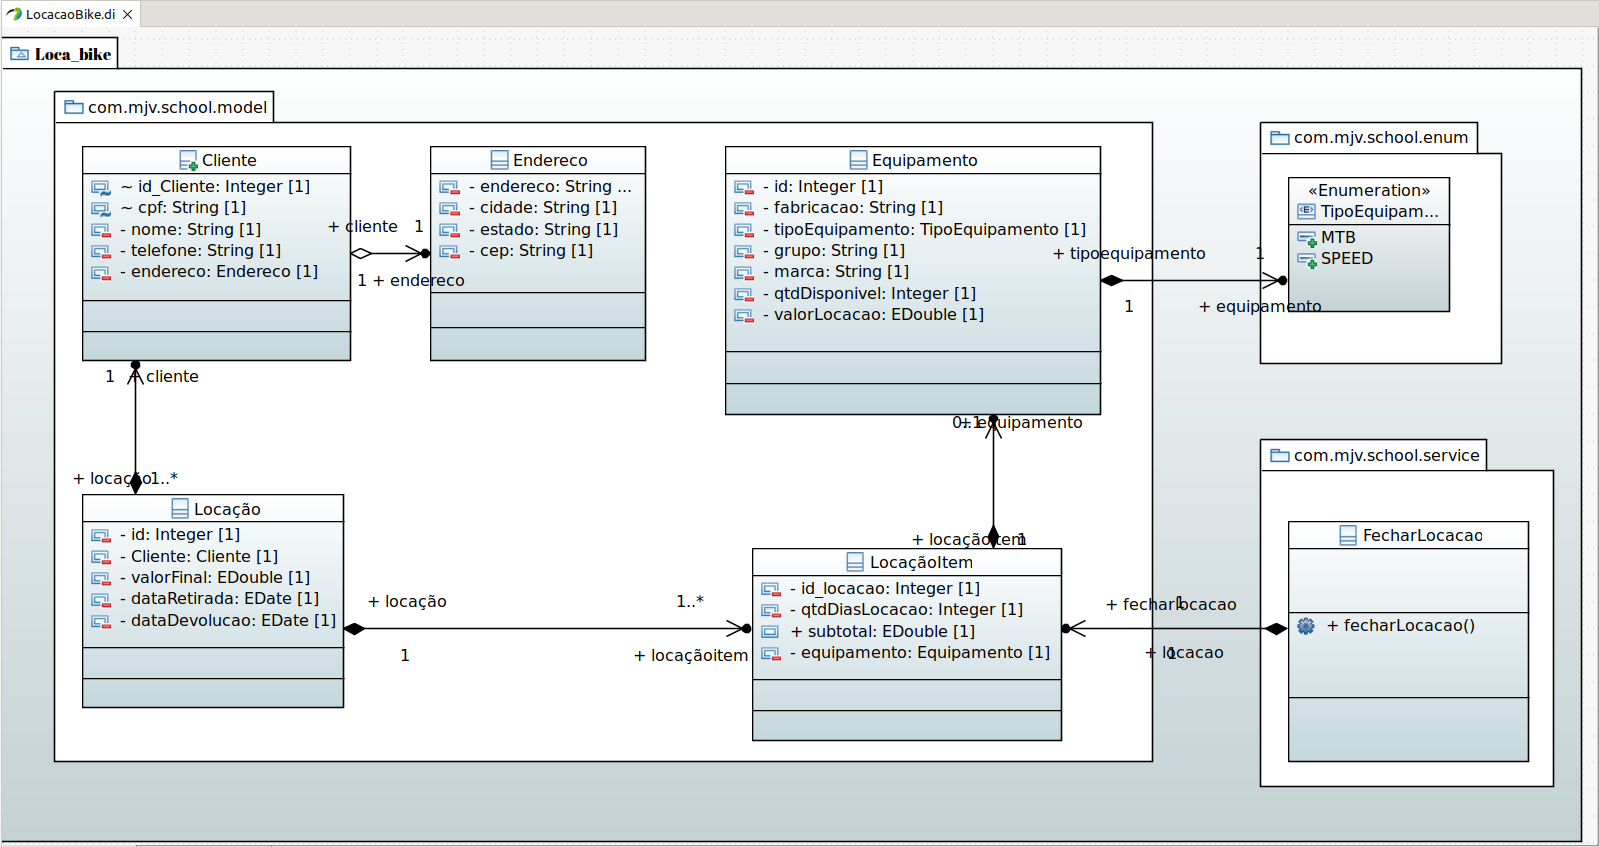 LocacaoBike.di
Loca_bike
com.mjv.school.model
Cliente
~ id_Cliente: Integer [1]
~ cpf: String [1]
- nome: String [1]
- telefone: String [1]
- endereco: Endereco [1]
+ cliente
1
1
+ endereco
Endereco
- endereco: String ...
- cidade: String [1]
- estado: String [1]
- cep: String [1]
Equipamento
- id: Integer [1]
- fabricacao: String [1]
- tipoEquipamento: TipoEquipamento [1]
- grupo: String [1]
- marca: String [1]
- qtdDisponivel: Integer [1]
- valorLocacao: EDouble [1]
+ tipoequipamento
1
1
+ equipamento
com.mjv.school.enum
«Enumeration»
TipoEquipam...
MTB
SPEED
1
+ cliente
+ locação
1..*
0..1
+ equipamento
+ locaçãoitem
1
Locação
- id: Integer [1]
- Cliente: Cliente [1]
- valorFinal: EDouble [1]
- dataRetirada: EDate [1]
- dataDevolucao: EDate [1]
+ locação
1..*
1
+ locaçãoitem
LocaçãoItem
- id_locacao: Integer [1]
- qtdDiasLocacao: Integer [1]
+ subtotal: EDouble [1]
- equipamento: Equipamento [1]
+ fecharlocacao
1
+ locacao
1
com.mjv.school.service
FecharLocacao
+ fecharLocacao()